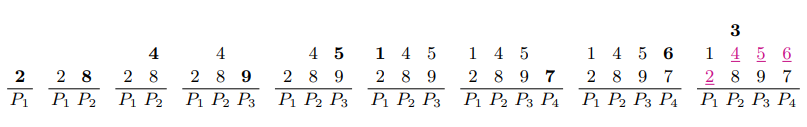 3
4 4 4 5 1 4 5 1 4 5 1 4 5 6 1 4 5 6
2 2 8 2 8 2 8 9 2 8 9 2 8 9 2 8 9 7 2 8 9 7 2 8 9 7
P₁ P₁ P₂ P₁ P₂ P₁ P₂ P₃ P₁ P₂ P₃ P₁ P₂ P₃ P₁ P₂ P₃ P₄ P₁ P₂ P₃ P₄ P₁ P₂ P₃ P₄